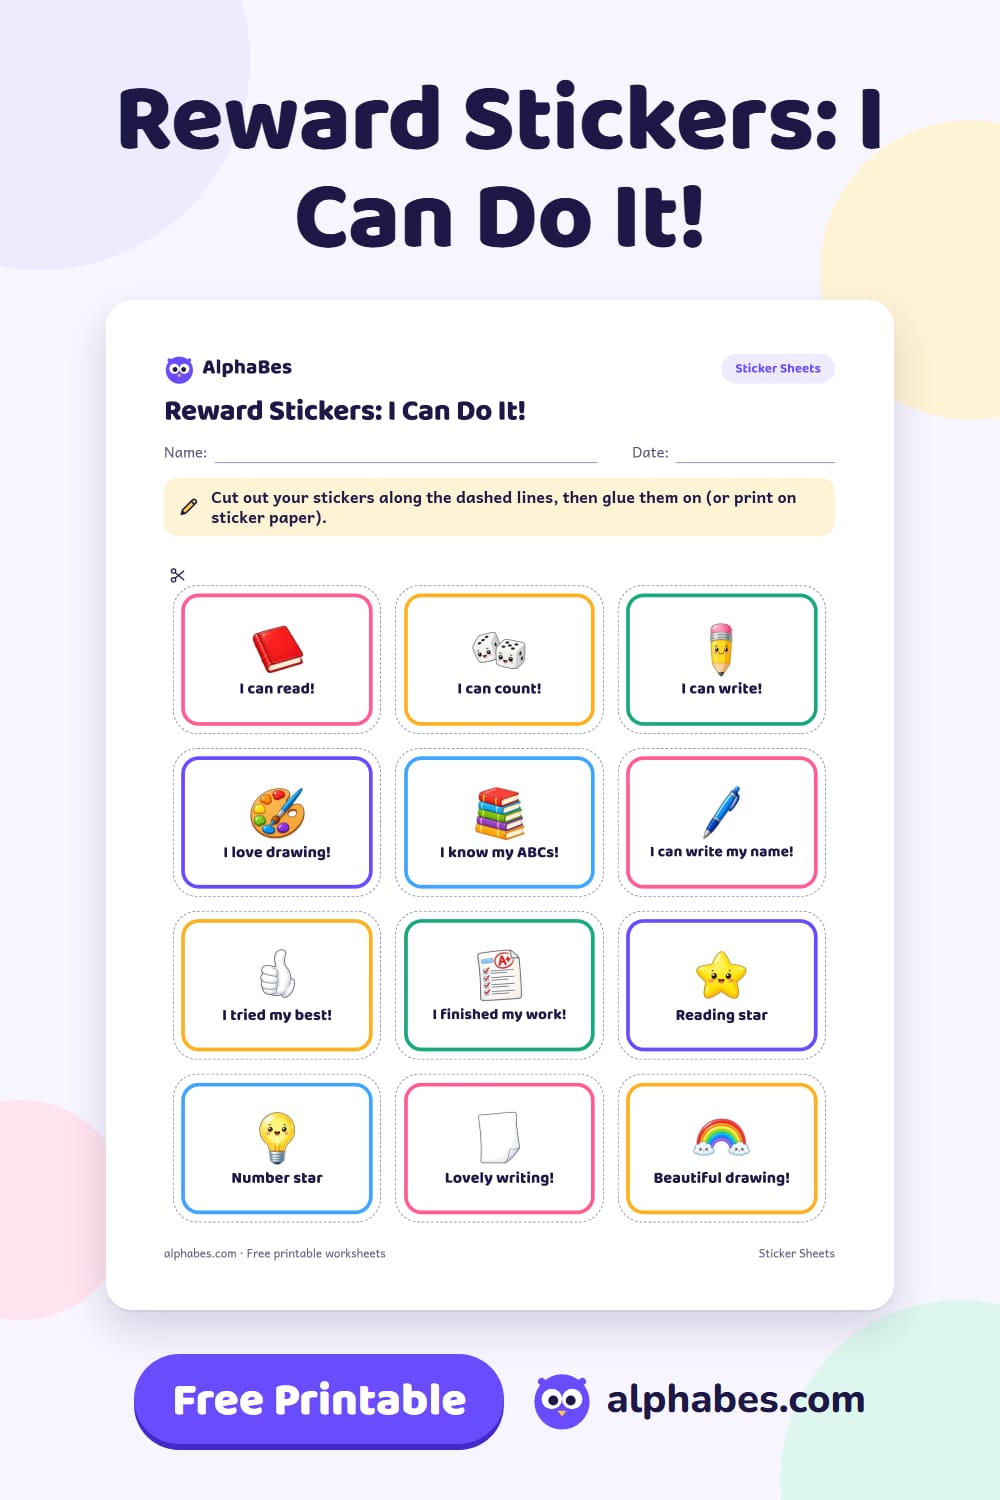 Reward Stickers: I
Can Do It!
AlphaBes
Sticker Sheets
Reward Stickers: I Can Do It!
Name:
Date:
Cut out your stickers along the dashed lines, then glue them on (or print on
sticker paper).
I can read!
I can count!
I can write!
I love drawing!
I know my ABCs!
I can write my name!
I tried my best!
A+
I finished my work!
Reading star
Number star
Lovely writing!
Beautiful drawing!
alphabes.com · Free printable worksheets
Sticker Sheets
Free Printable
alphabes.com